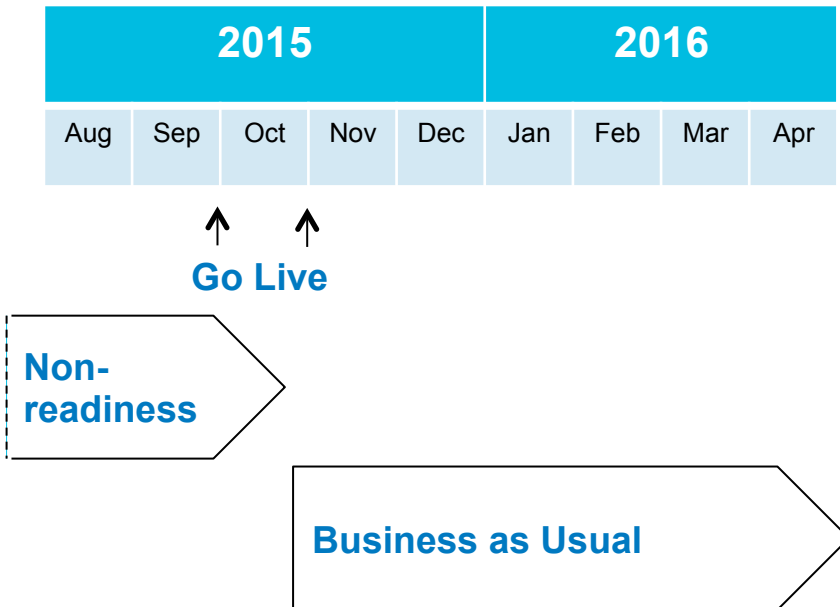 2015 2016
Aug Sep Oct Nov Dec Jan Feb Mar Apr
Go Live
Non-
readiness
Business as Usual